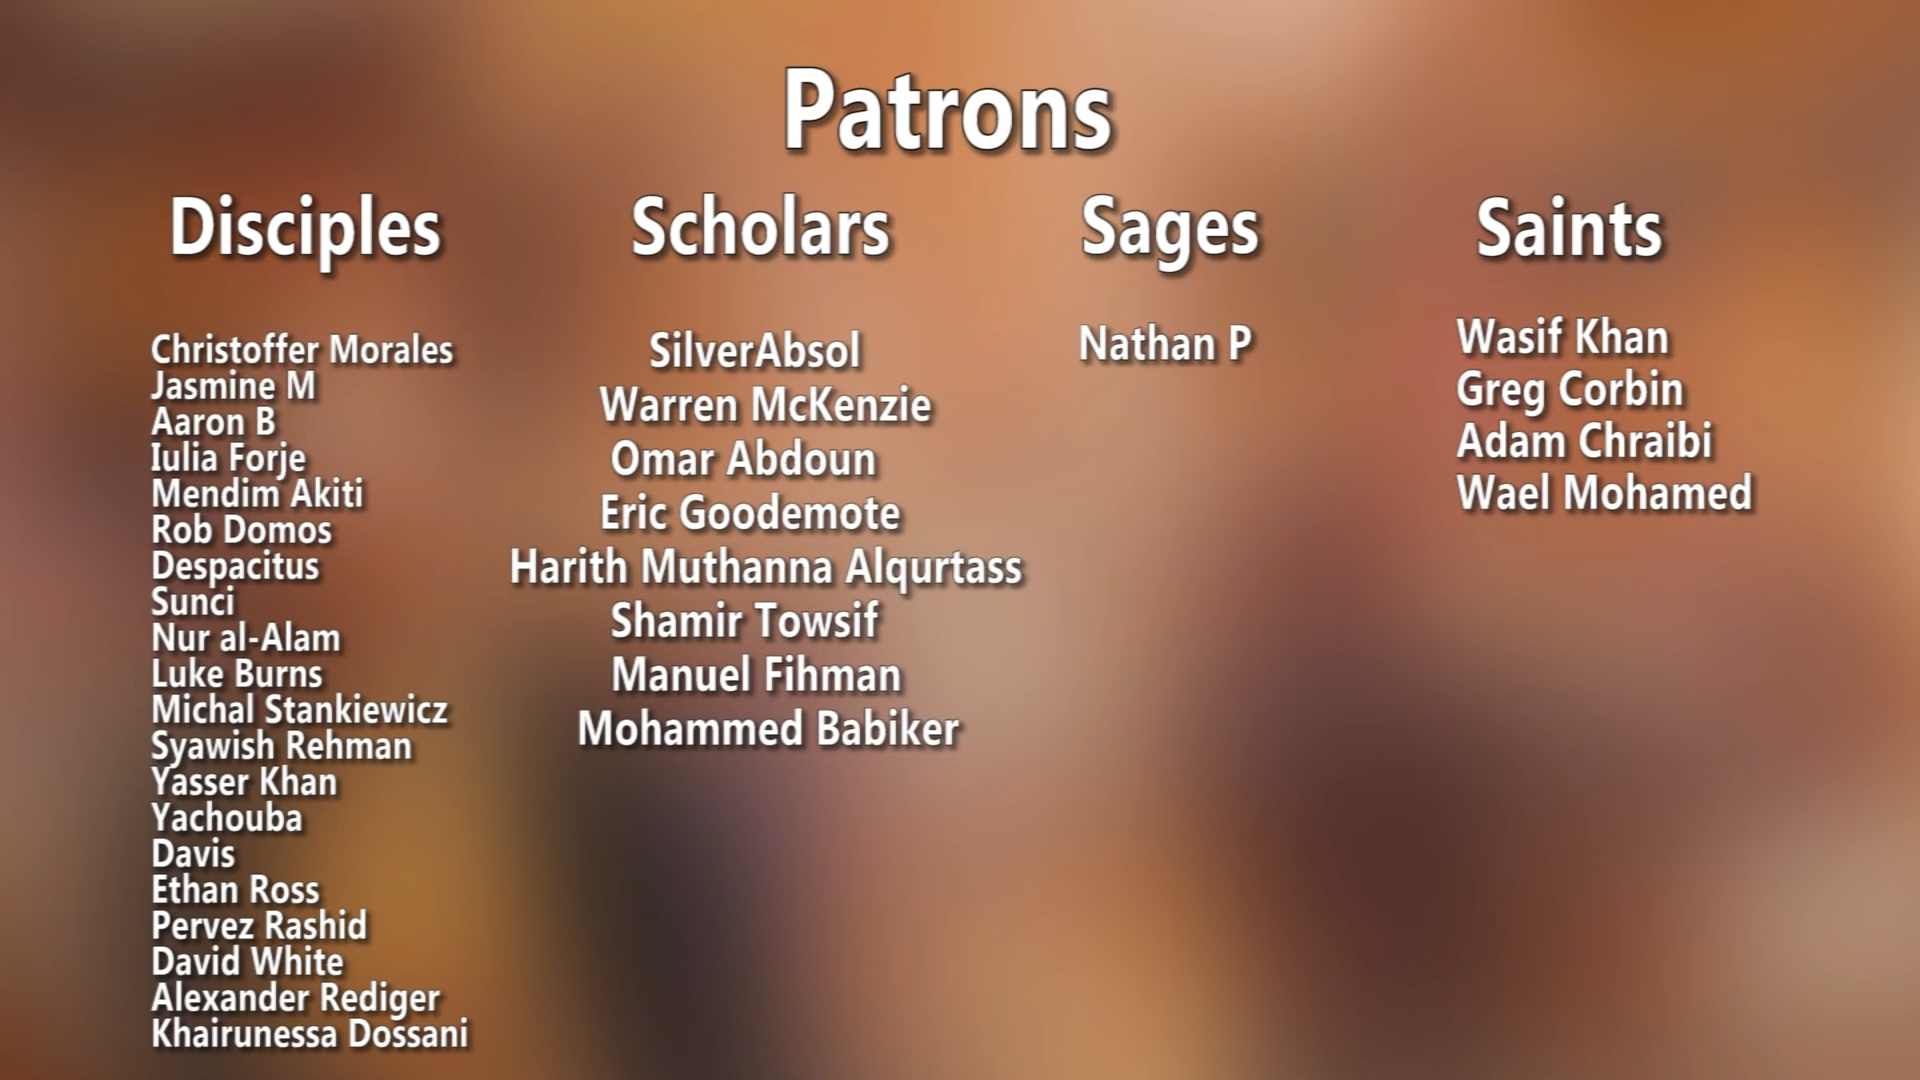 Patrons
Disciples
Christoffer Morales
Jasmine M
Aaron B
Iulia Forje
Mendim Akiti
Rob Domos
Despacitus
Sunci
Nur al-Alam
Luke Burns
Michal Stankiewicz
Syawish Rehman
Yasser Khan
Yachouba
Davis
Ethan Ross
Pervez Rashid
David White
Alexander Rediger
Khairunessa Dossani
Scholars
SilverAbsol
Warren McKenzie
Omar Abdoun
Eric Goodemote
Harith Muthanna Alqurtass
Shamir Towsif
Manuel Fihman
Mohammed Babiker
Sages
Nathan P
Saints
Wasif Khan
Greg Corbin
Adam Chraibi
Wael Mohamed